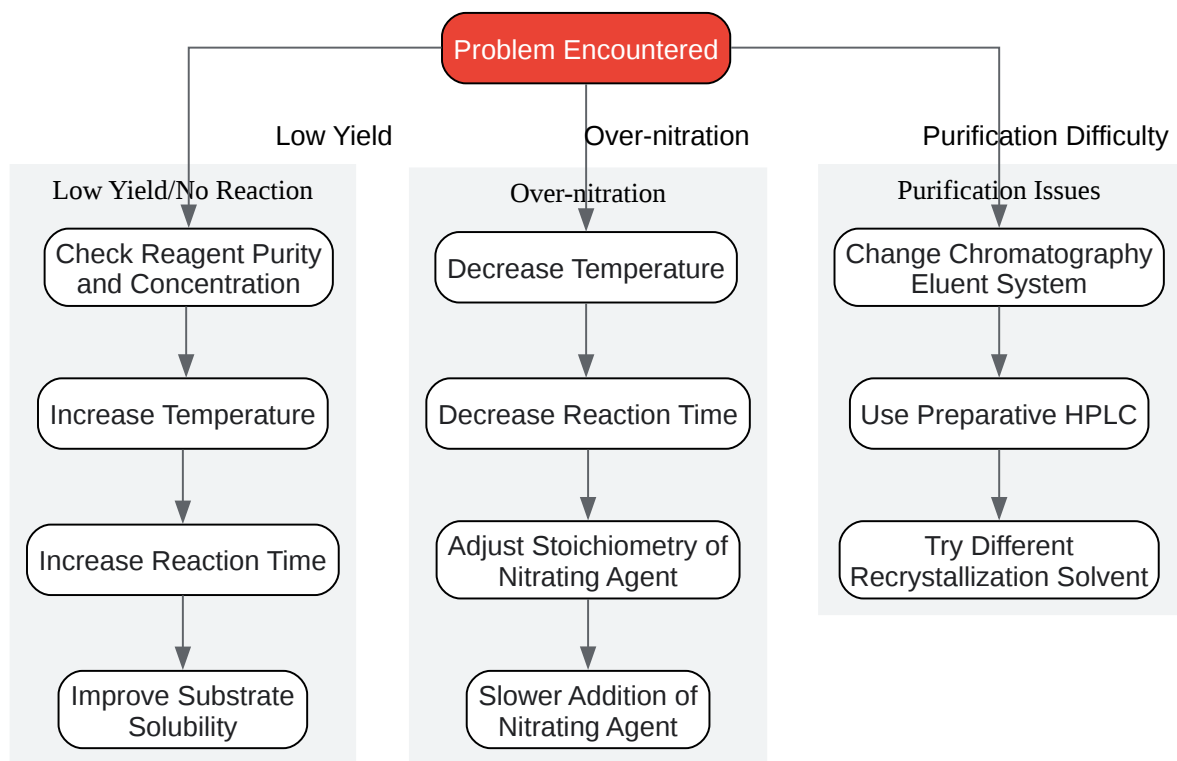 Problem Encountered
Low Yield
Over-nitration
Purification Difficulty
Low Yield/No Reaction
Check Reagent Purity
and Concentration
Increase Temperature
Increase Reaction Time
Improve Substrate
Solubility
Over-nitration
Decrease Temperature
Decrease Reaction Time
Adjust Stoichiometry of
Nitrating Agent
Slower Addition of
Nitrating Agent
Purification Issues
Change Chromatography
Eluent System
Use Preparative HPLC
Try Different
Recrystallization Solvent